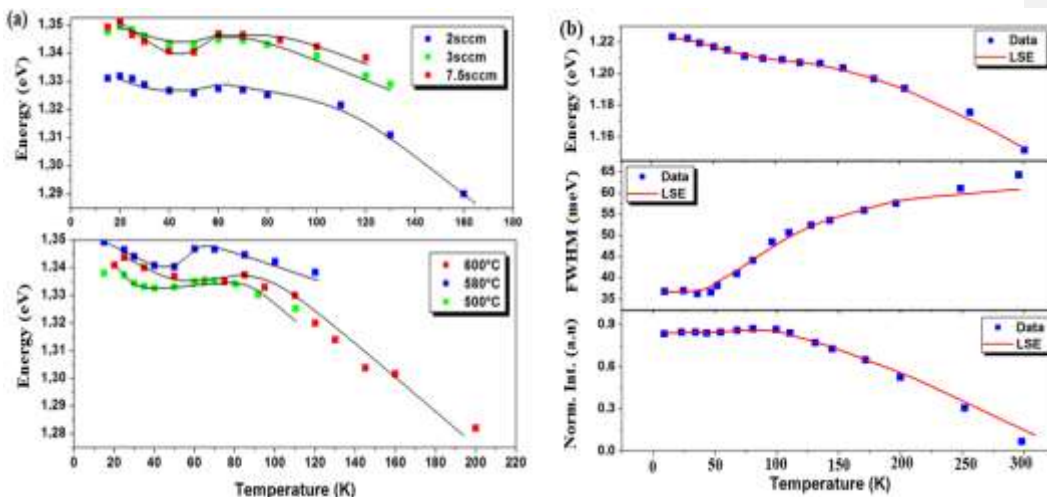 (a)
1.35
1.34
1.33
1.32
1.31
1.30
1.29
Energy (eV)
2sccm
3sccm
7.5sccm
0 20 40 60 80 100 120 140 160 180
1.35
1.34
1.33
1.32
1.31
1.30
1.29
1.28
Energy (eV)
600°C
580°C
500°C
0 20 40 60 80 100 120 140 160 180 200 220
Temperature (K)
(b)
1.22
1.20
1.18
1.16
Energy (eV)
Data
LSE
65
60
55
50
45
40
35
FWHM (meV)
Data
LSE
0.9
0.6
0.3
0.0
Norm. Int. (a.n)
Data
LSE
0 50 100 150 200 250 300
Temperature (K)